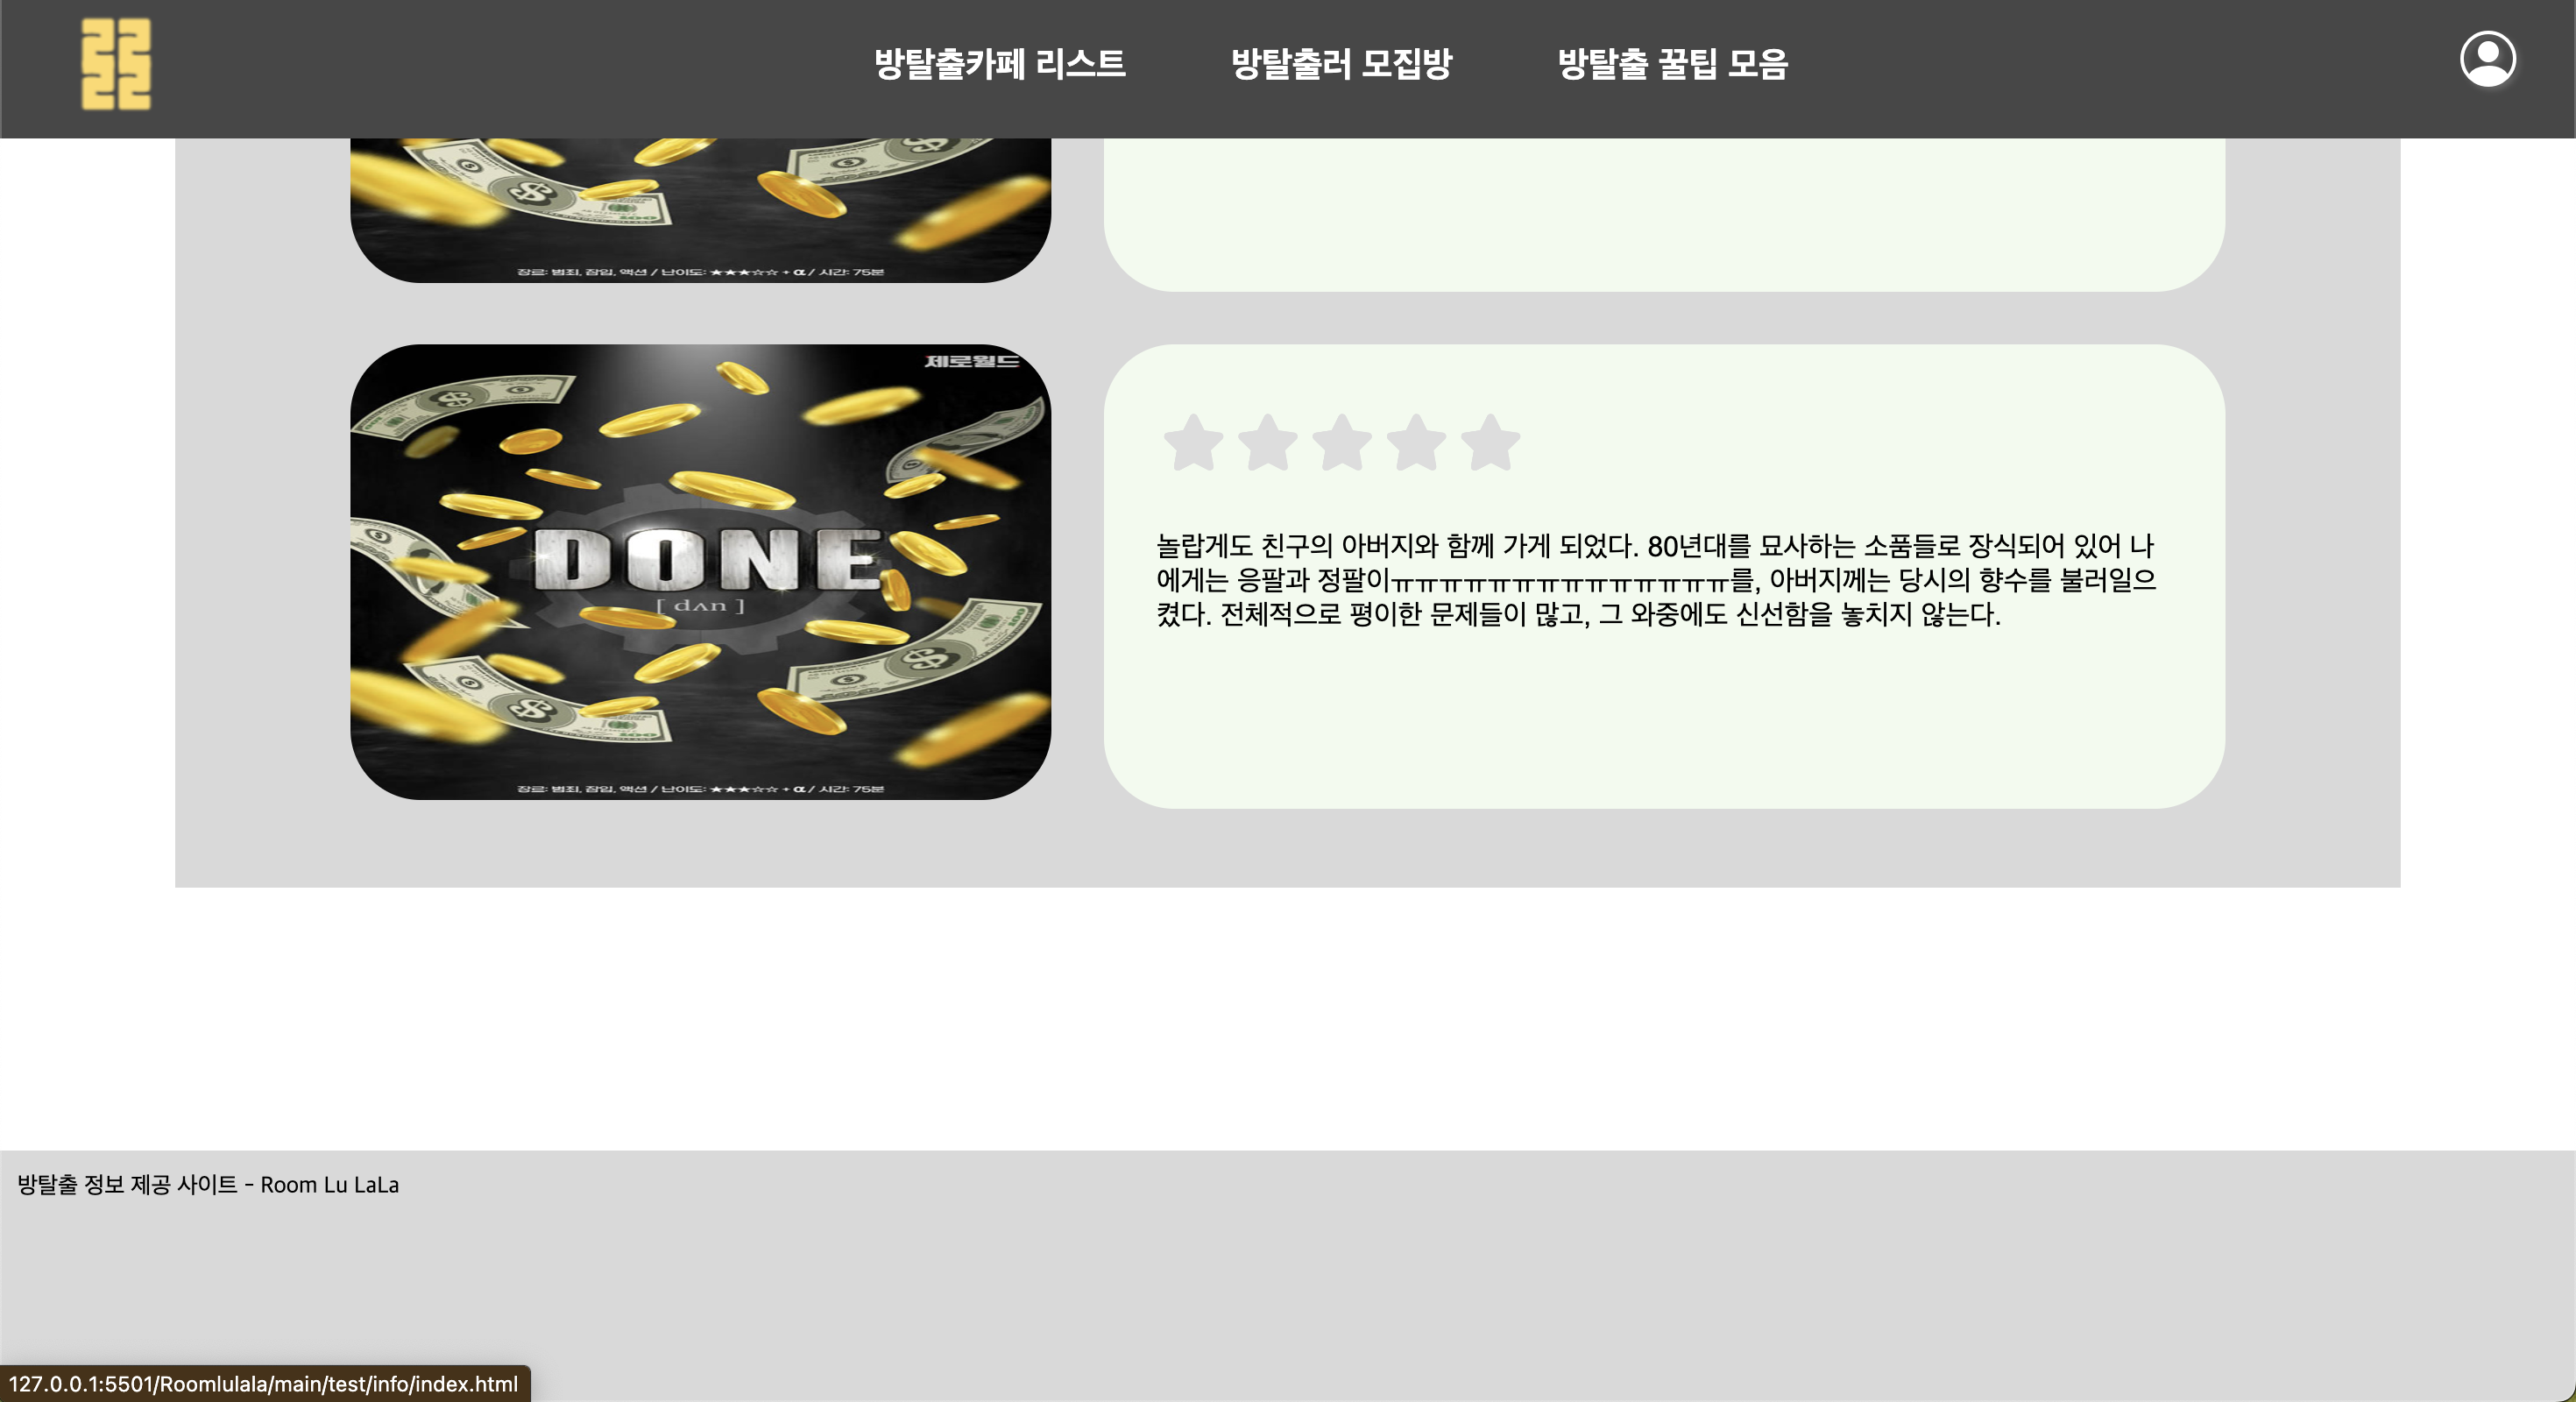 방탈출카페 리스트 방탈출러 모집방 방탈출 꿀팁 모음
장르: 범죄, 잠입, 액션 / 난이도: ★★★☆☆ + α / 시간: 75분
제로월드
DONE
[ dʌn ]
놀랍게도 친구의 아버지와 함께 가게 되었다. 80년대를 묘사하는 소품들로 장식되어 있어 나
에게는 응팔과 정팔이ㅠㅠㅠㅠㅠㅠㅠㅠㅠㅠㅠㅠㅠㅠ를, 아버지께는 당시의 향수를 불러일으
켰다. 전체적으로 평이한 문제들이 많고, 그 와중에도 신선함을 놓치지 않는다.
장르: 범죄, 잠입, 액션 / 난이도: ★★★☆☆ + α / 시간: 75분
방탈출 정보 제공 사이트 - Room Lu LaLa
127.0.0.1:5501/Roomlulala/main/test/info/index.html